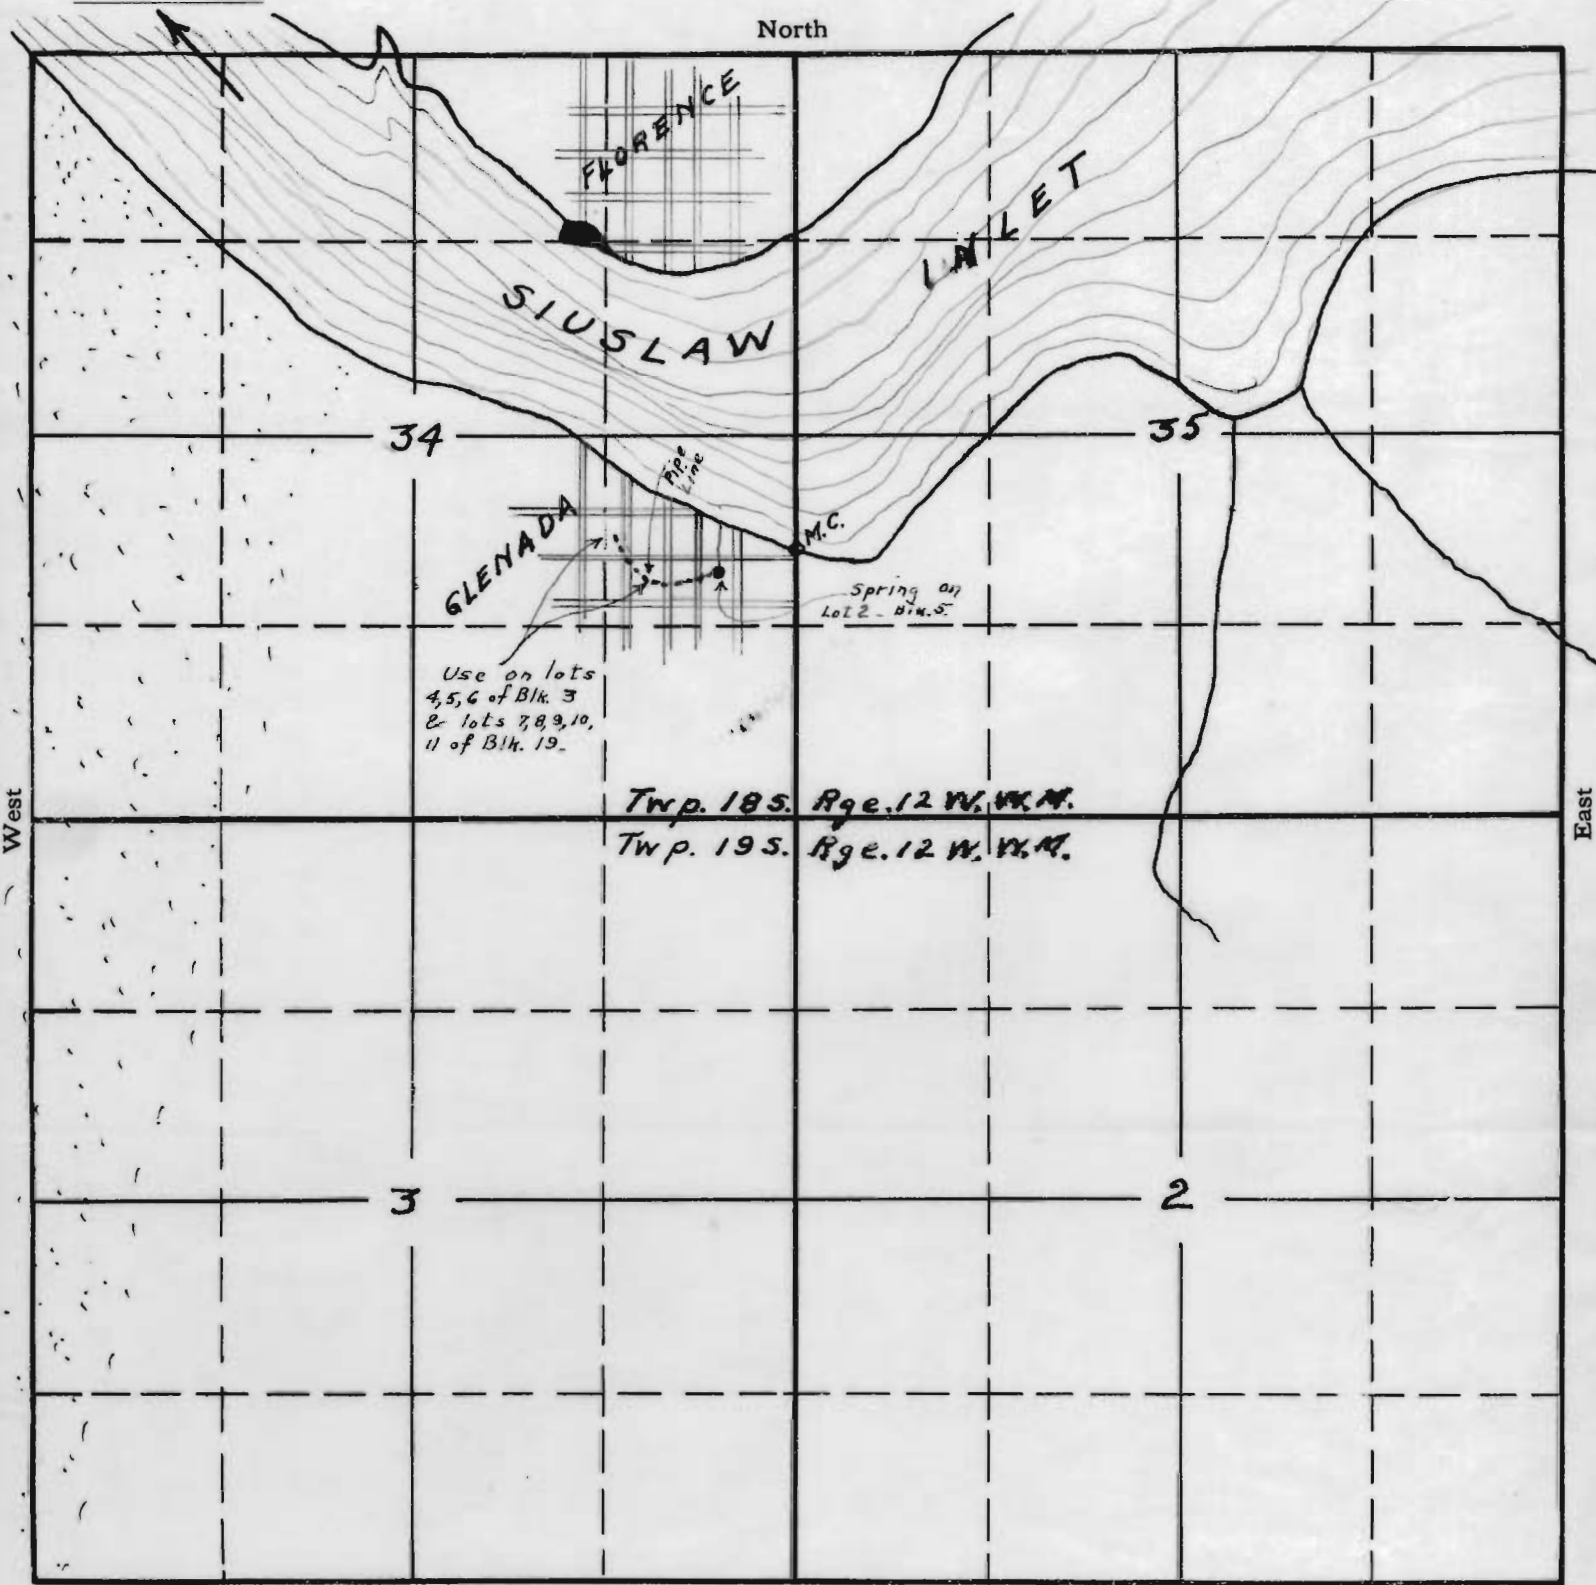 North
FLORENCE
SIUSLAW
INLET
34
35
Pipe
Line
GLENADA
M.C.
Spring on
Lot 2 - Blk. 5.
Use on lots
4, 5, 6 of Blk. 3
& lots 7, 8, 9, 10,
11 of Blk. 19.
West
East
Twp. 18 S. Rge. 12 W. W.M.
Twp. 19 S. Rge. 12 W. W.M.
3
2